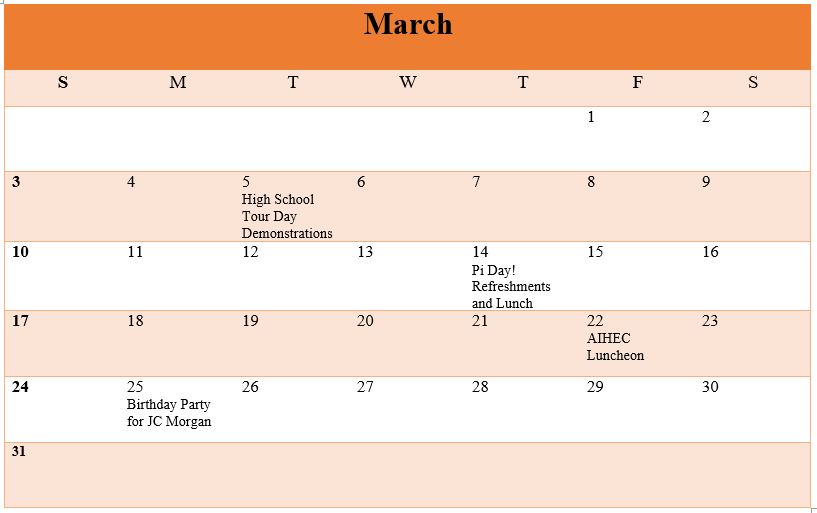 March
S M T W T F S
1 2
3 4 5 6 7 8 9
High School
Tour Day
Demonstrations
10 11 12 13 14 15 16
Pi Day!
Refreshments
and Lunch
17 18 19 20 21 22 23
AIHEC
Luncheon
24 25 26 27 28 29 30
Birthday Party
for JC Morgan
31